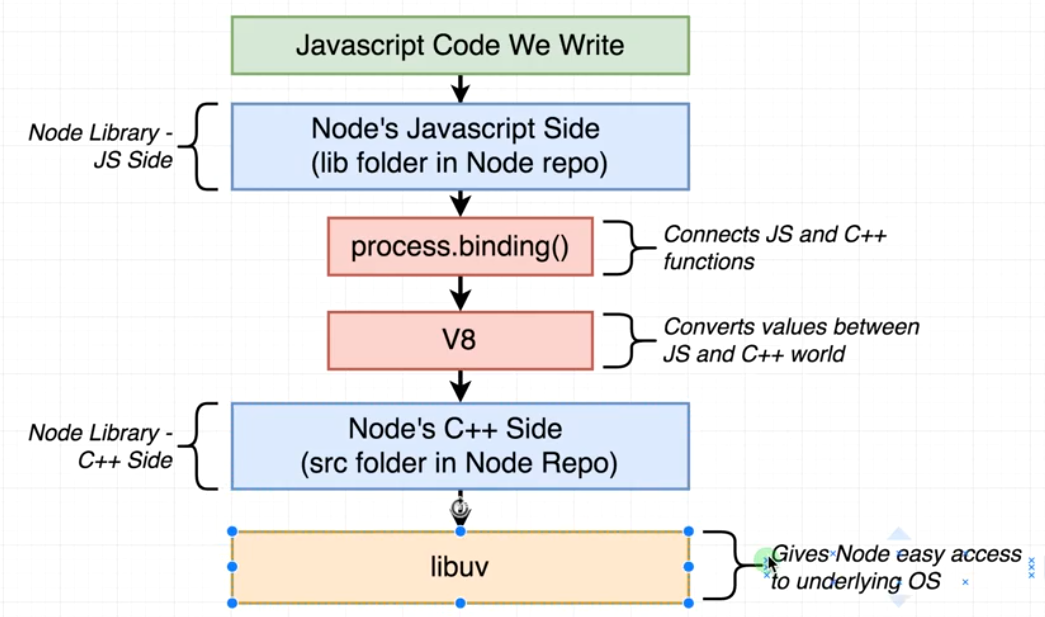 Javascript Code We Write
Node Library -
JS Side
Node's Javascript Side
(lib folder in Node repo)
process.binding()
Connects JS and C++
functions
V8
Converts values between
JS and C++ world
Node Library -
C++ Side
Node's C++ Side
(src folder in Node Repo)
libuv
Gives Node easy access
to underlying OS